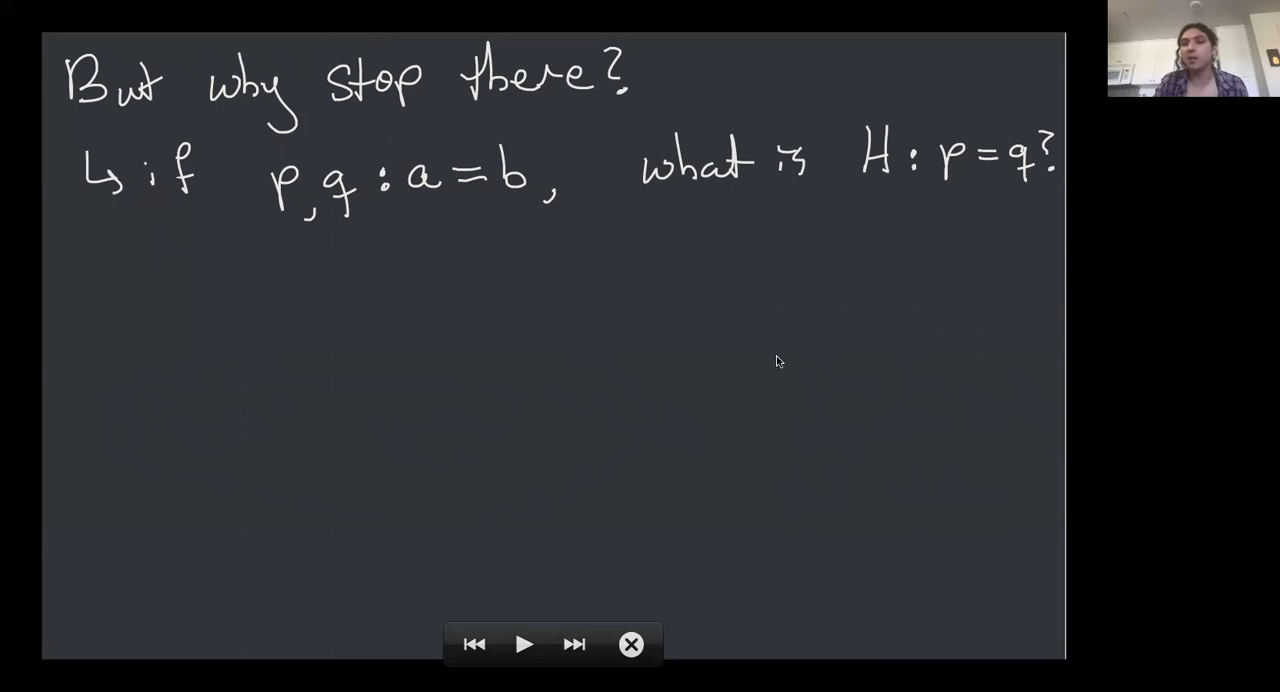 But why stop there?
↳ if p, q : a = b, what is H : p = q?